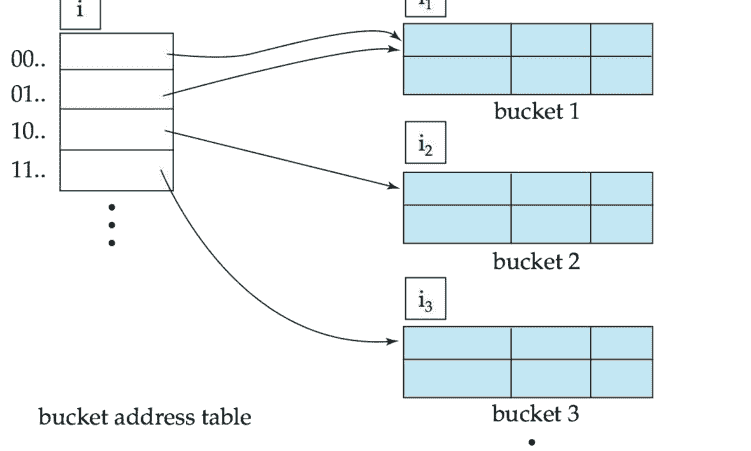 i
i₁
00..
01..
10..
11..
bucket 1
i₂
bucket 2
i₃
bucket address table
bucket 3